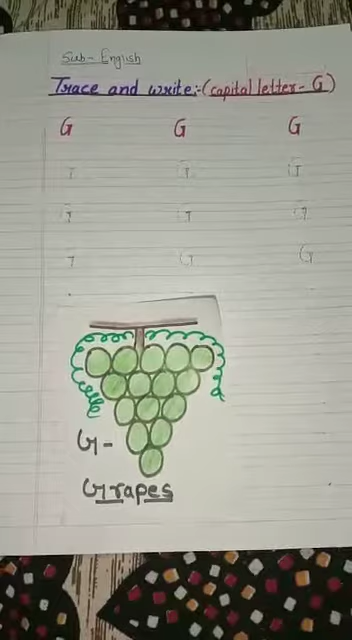 Sub- English
Trace and write:-(capital letter- G)
G G G
G G G
G G G
G G G
G -
Grapes